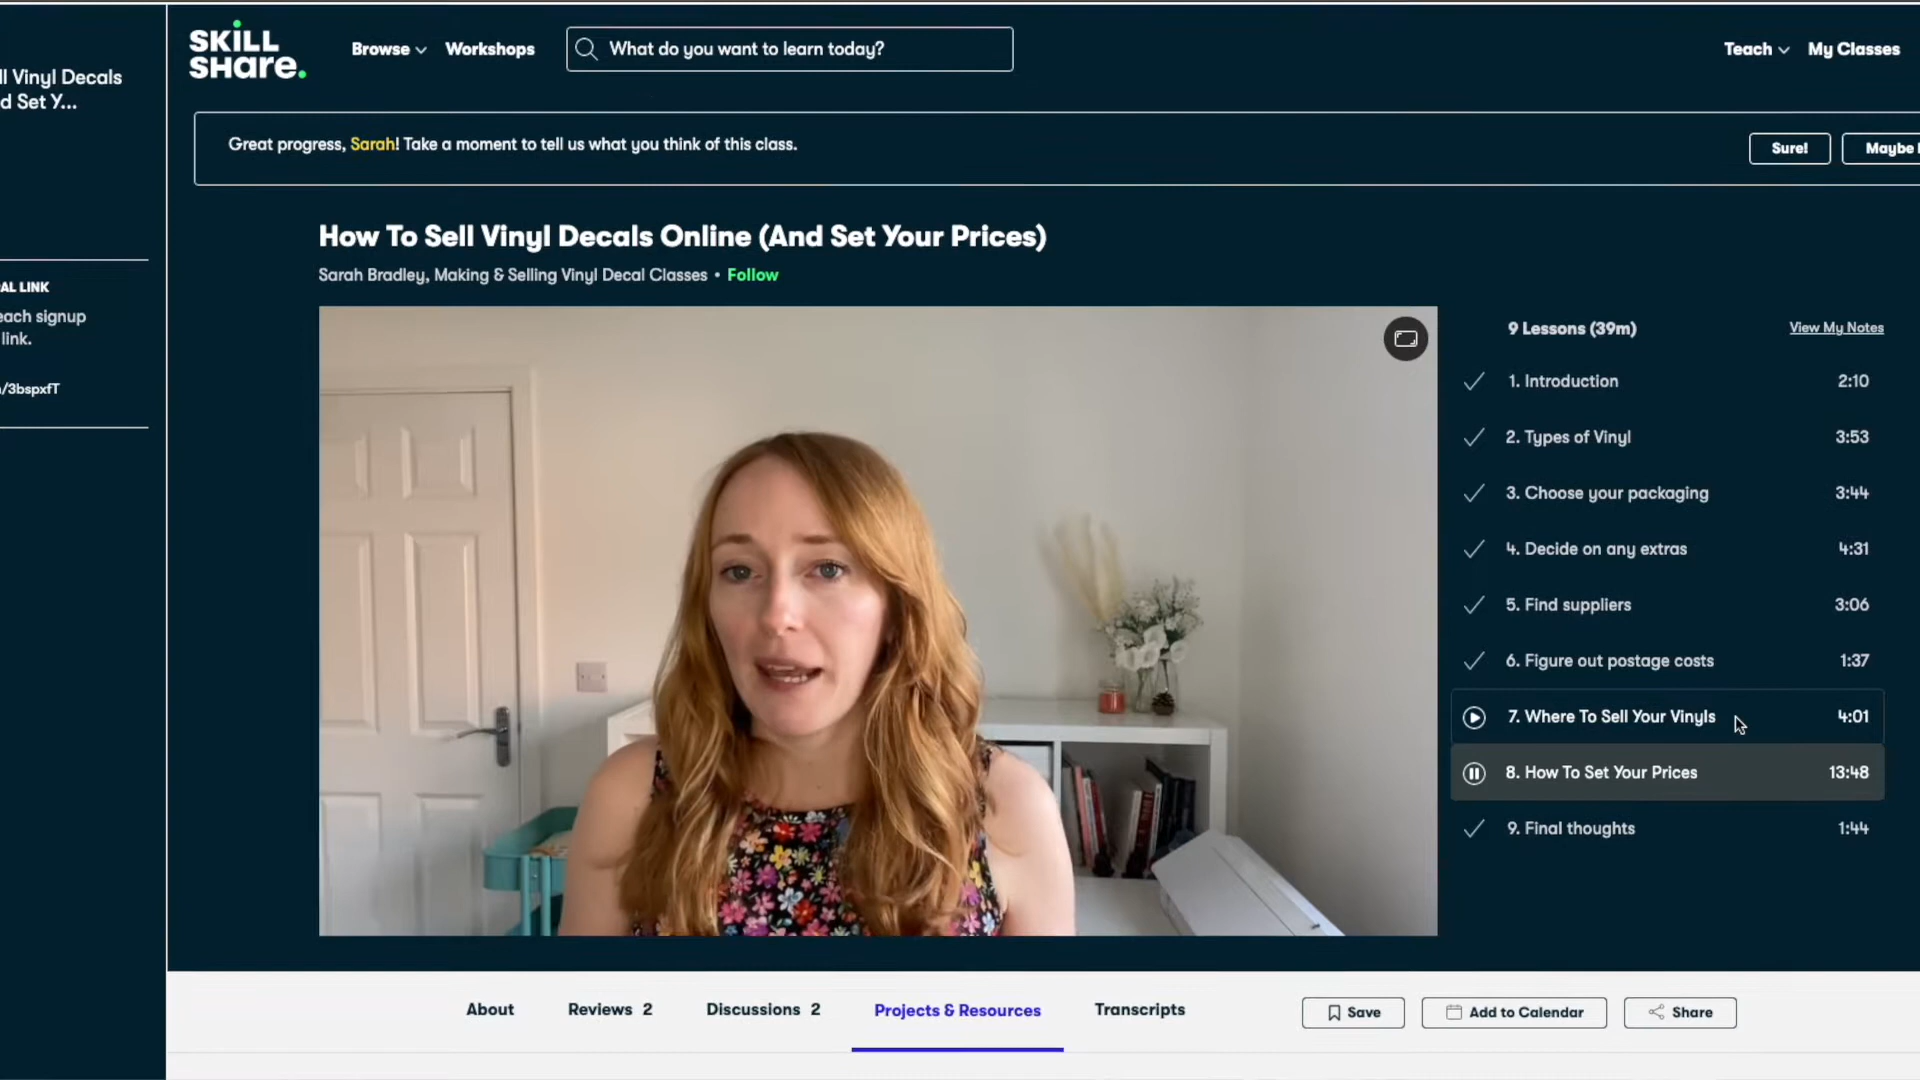 ll Vinyl Decals
d Set Y...
AL LINK
each signup
link.
/3bspxfT
SKiLL
SHare.
Browse
Workshops
What do you want to learn today?
Teach
My Classes
Great progress, Sarah! Take a moment to tell us what you think of this class.
Sure!
Maybe
How To Sell Vinyl Decals Online (And Set Your Prices)
Sarah Bradley, Making & Selling Vinyl Decal Classes • Follow
9 Lessons (39m)
View My Notes
1. Introduction 2:10
2. Types of Vinyl 3:53
3. Choose your packaging 3:44
4. Decide on any extras 4:31
5. Find suppliers 3:06
6. Figure out postage costs 1:37
7. Where To Sell Your Vinyls 4:01
8. How To Set Your Prices 13:48
9. Final thoughts 1:44
About
Reviews 2
Discussions 2
Projects & Resources
Transcripts
Save
Add to Calendar
Share